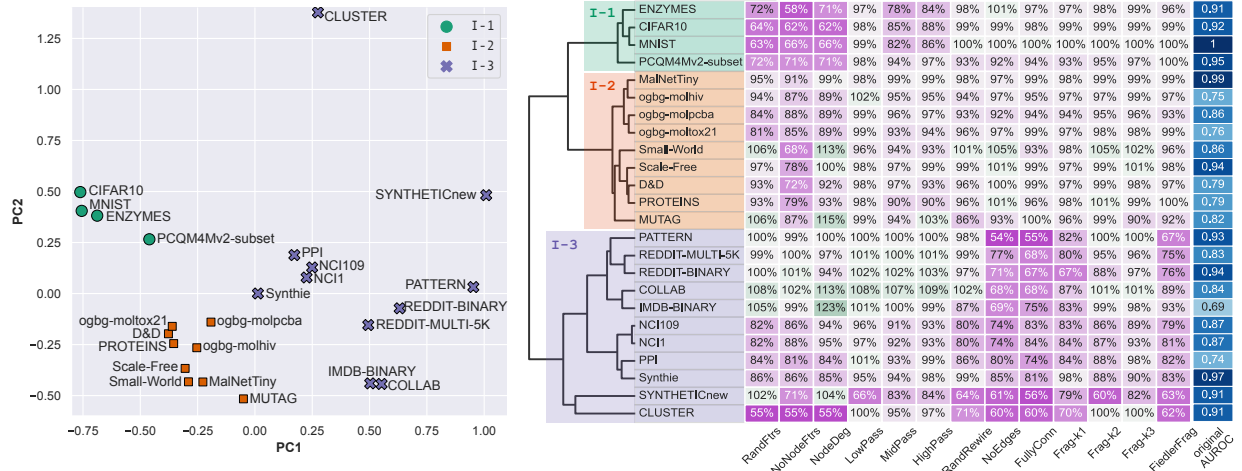 CLUSTER
I-1
I-2
I-3
SYNTHETICnew
CIFAR10
MNIST
ENZYMES
PCQM4Mv2-subset
PPI
NCI109
NCI1
PATTERN
Synthie
REDDIT-BINARY
ogbg-moltox21
ogbg-molpcba
D&D
REDDIT-MULTI-5K
PROTEINS
ogbg-molhiv
Scale-Free
IMDB-BINARY
Small-World
MalNetTiny
COLLAB
MUTAG
PC2
1.25
1.00
0.75
0.50
0.25
0.00
−0.25
−0.50
−0.75 −0.50 −0.25 0.00 0.25 0.50 0.75 1.00
PC1
I-1
I-2
I-3
ENZYMES 72% 58% 71% 97% 78% 84% 98% 101% 97% 97% 99% 99% 96% 0.91
CIFAR10 64% 62% 62% 99% 94% 94% 99% 99% 98% 99% 99% 99% 99% 0.92
MNIST 63% 66% 66% 99% 82% 86% 100% 100% 100% 100% 100% 100% 100% 1
PCQM4Mv2-subset 72% 71% 71% 98% 94% 97% 93% 92% 94% 93% 95% 97% 100% 0.95
MalNetTiny 95% 91% 99% 98% 99% 99% 98% 97% 99% 98% 99% 99% 99% 0.99
ogbg-molhiv 94% 87% 89% 102% 95% 95% 94% 97% 95% 97% 97% 99% 97% 0.75
ogbg-molpcba 84% 88% 89% 99% 96% 97% 93% 92% 94% 94% 95% 96% 99% 0.86
ogbg-moltox21 81% 85% 89% 99% 93% 94% 96% 97% 99% 97% 98% 98% 99% 0.76
Small-World 106% 68% 113% 96% 94% 93% 101% 105% 93% 98% 105% 102% 96% 0.86
Scale-Free 97% 78% 100% 98% 97% 99% 99% 101% 99% 97% 99% 101% 98% 0.94
D&D 93% 72% 92% 98% 97% 93% 96% 100% 99% 97% 99% 98% 97% 0.79
PROTEINS 93% 79% 93% 98% 90% 90% 96% 101% 96% 98% 101% 99% 100% 0.79
MUTAG 106% 87% 115% 99% 94% 103% 86% 93% 100% 96% 99% 90% 92% 0.82
PATTERN 100% 99% 100% 100% 100% 100% 98% 54% 55% 82% 100% 100% 67% 0.93
REDDIT-MULTI-5K 99% 100% 97% 101% 100% 101% 99% 77% 68% 80% 95% 96% 75% 0.83
REDDIT-BINARY 100% 101% 94% 102% 102% 103% 97% 71% 67% 67% 88% 97% 76% 0.94
COLLAB 108% 102% 113% 108% 107% 109% 102% 68% 68% 87% 101% 101% 89% 0.84
IMDB-BINARY 105% 99% 123% 101% 100% 99% 87% 69% 75% 83% 99% 98% 93% 0.69
NCI109 82% 86% 94% 96% 91% 93% 80% 74% 83% 83% 86% 89% 79% 0.87
NCI1 82% 88% 95% 97% 92% 93% 80% 74% 84% 84% 87% 93% 81% 0.87
PPI 84% 81% 84% 101% 93% 99% 86% 80% 74% 84% 88% 98% 82% 0.74
Synthie 86% 86% 85% 95% 94% 98% 99% 85% 81% 98% 88% 90% 83% 0.97
SYNTHETICnew 102% 71% 104% 66% 83% 84% 64% 61% 56% 79% 60% 82% 63% 0.91
CLUSTER 55% 55% 55% 100% 95% 97% 71% 60% 60% 70% 100% 100% 62% 0.91
RandFtrs NoNodeFtrs NodeDeg LowPass MidPass HighPass RandRewire NoEdges FullyConn Frag-k1 Frag-k2 Frag-k3 FiedlerFrag original
AUROC